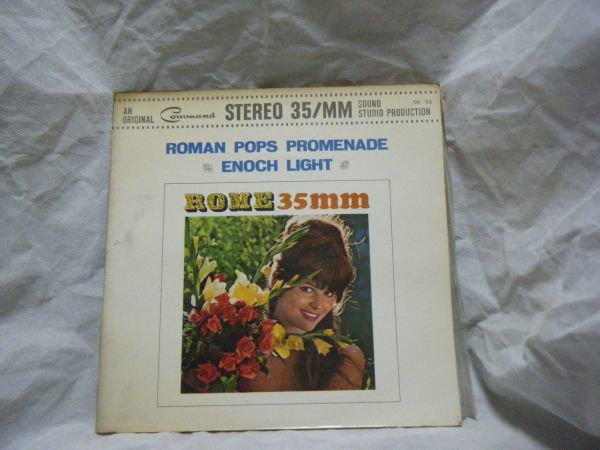 AN ORIGINAL Command STEREO 35/MM SOUND STUDIO PRODUCTION
ROMAN POPS PROMENADE
ENOCH LIGHT
ROME 35mm